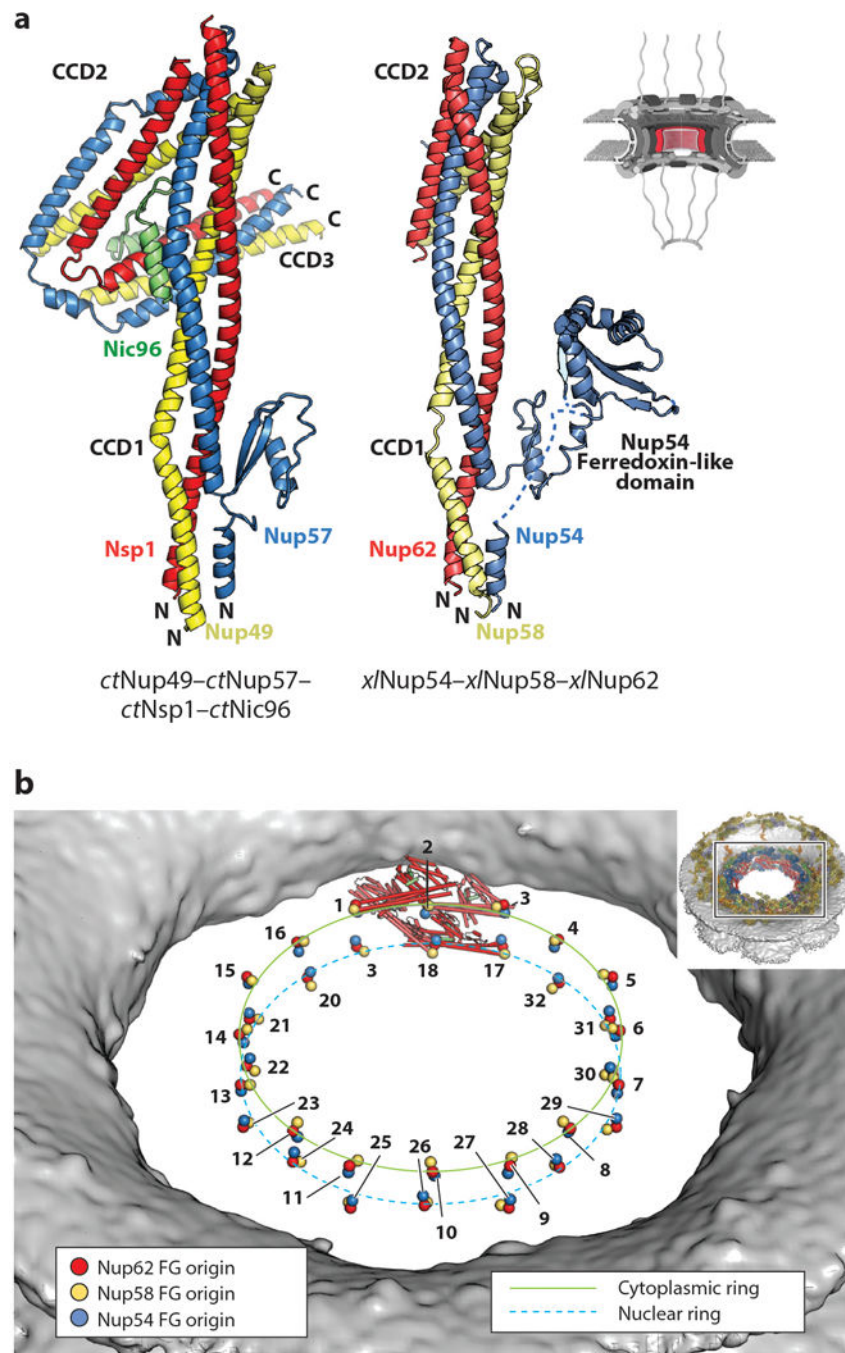 a
CCD2
CCD2
C
C
C
CCD3
Nic96
CCD1
CCD1
Nup54
Ferredoxin-like
domain
Nsp1
Nup57
Nup62
Nup54
N
N
N
N
N
N
Nup49
Nup58
ctNup49–ctNup57–
ctNsp1–ctNic96
xlNup54–xlNup58–xlNup62
b
2
1
3
16
4
3
18
17
15
5
20
32
21
31
14
6
22
30
13
7
23
29
12
24
8
25
26
27
28
11
10
9
Nup62 FG origin
Nup58 FG origin
Nup54 FG origin
Cytoplasmic ring
Nuclear ring